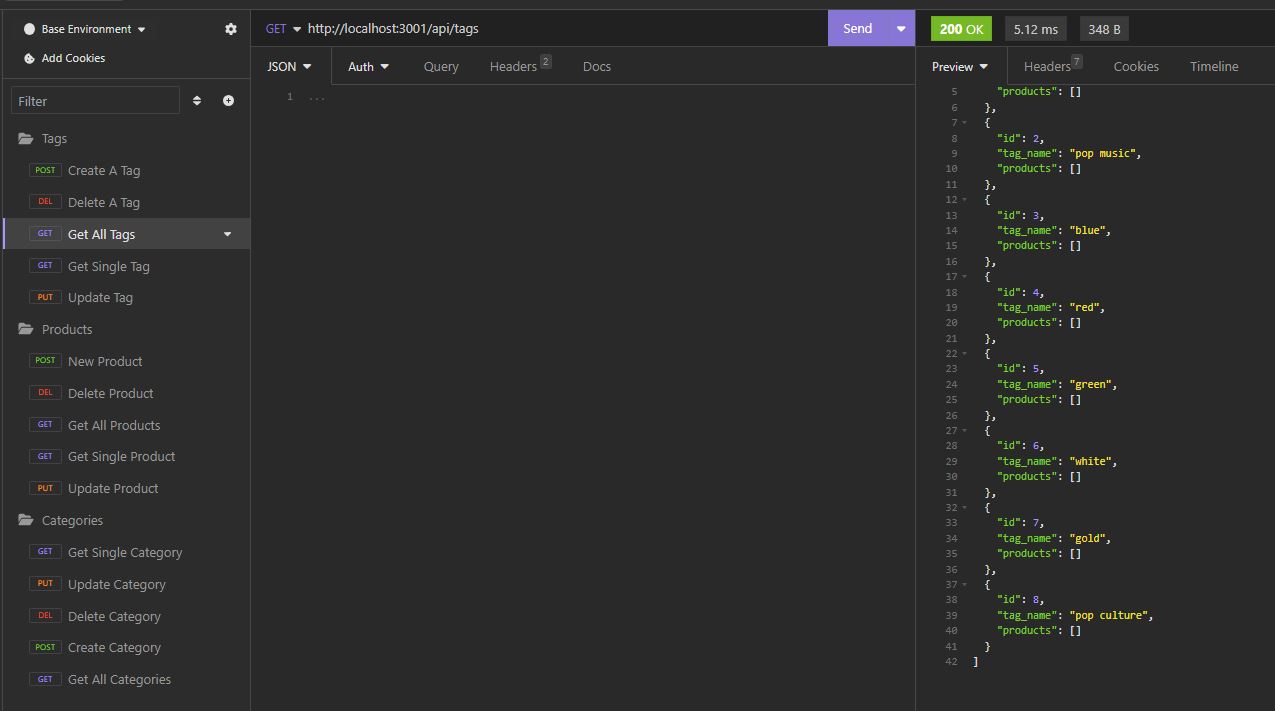 Base Environment
Add Cookies
Filter
Tags
POST Create A Tag
DEL Delete A Tag
GET Get All Tags
GET Get Single Tag
PUT Update Tag
Products
POST New Product
DEL Delete Product
GET Get All Products
GET Get Single Product
PUT Update Product
Categories
GET Get Single Category
PUT Update Category
DEL Delete Category
POST Create Category
GET Get All Categories
GET http://localhost:3001/api/tags Send
JSON Auth Query Headers 2 Docs
1 ...
200 OK 5.12 ms 348 B
Preview Headers 7 Cookies Timeline
5 "products": []
6 },
7 {
8 "id": 2,
9 "tag_name": "pop music",
10 "products": []
11 },
12 {
13 "id": 3,
14 "tag_name": "blue",
15 "products": []
16 },
17 {
18 "id": 4,
19 "tag_name": "red",
20 "products": []
21 },
22 {
23 "id": 5,
24 "tag_name": "green",
25 "products": []
26 },
27 {
28 "id": 6,
29 "tag_name": "white",
30 "products": []
31 },
32 {
33 "id": 7,
34 "tag_name": "gold",
35 "products": []
36 },
37 {
38 "id": 8,
39 "tag_name": "pop culture",
40 "products": []
41 }
42 ]